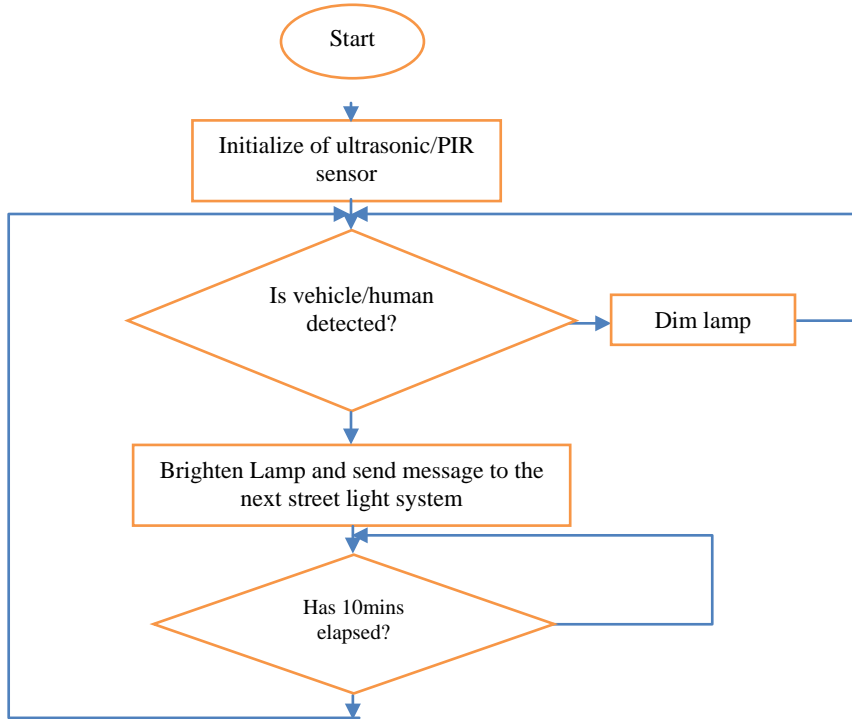 Start
Initialize of ultrasonic/PIR
sensor
Is vehicle/human
detected?
Dim lamp
Brighten Lamp and send message to the
next street light system
Has 10mins
elapsed?